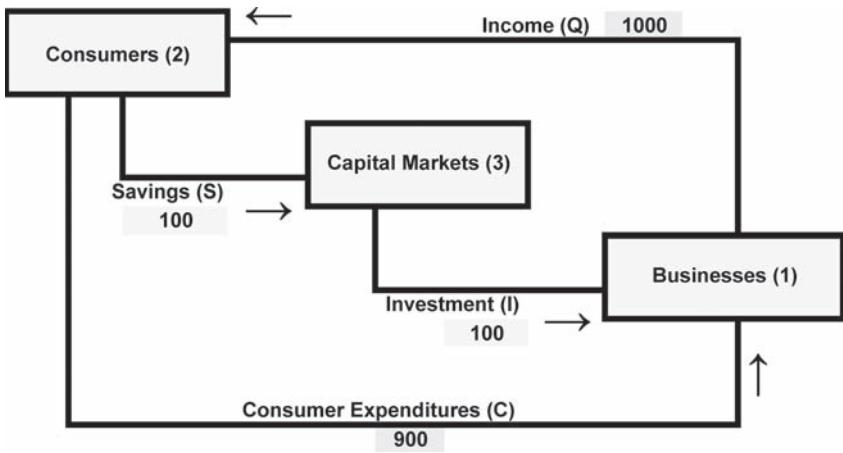 Income (Q) 1000
Consumers (2)
Capital Markets (3)
Savings (S)
100
Businesses (1)
Investment (I)
100
Consumer Expenditures (C)
900